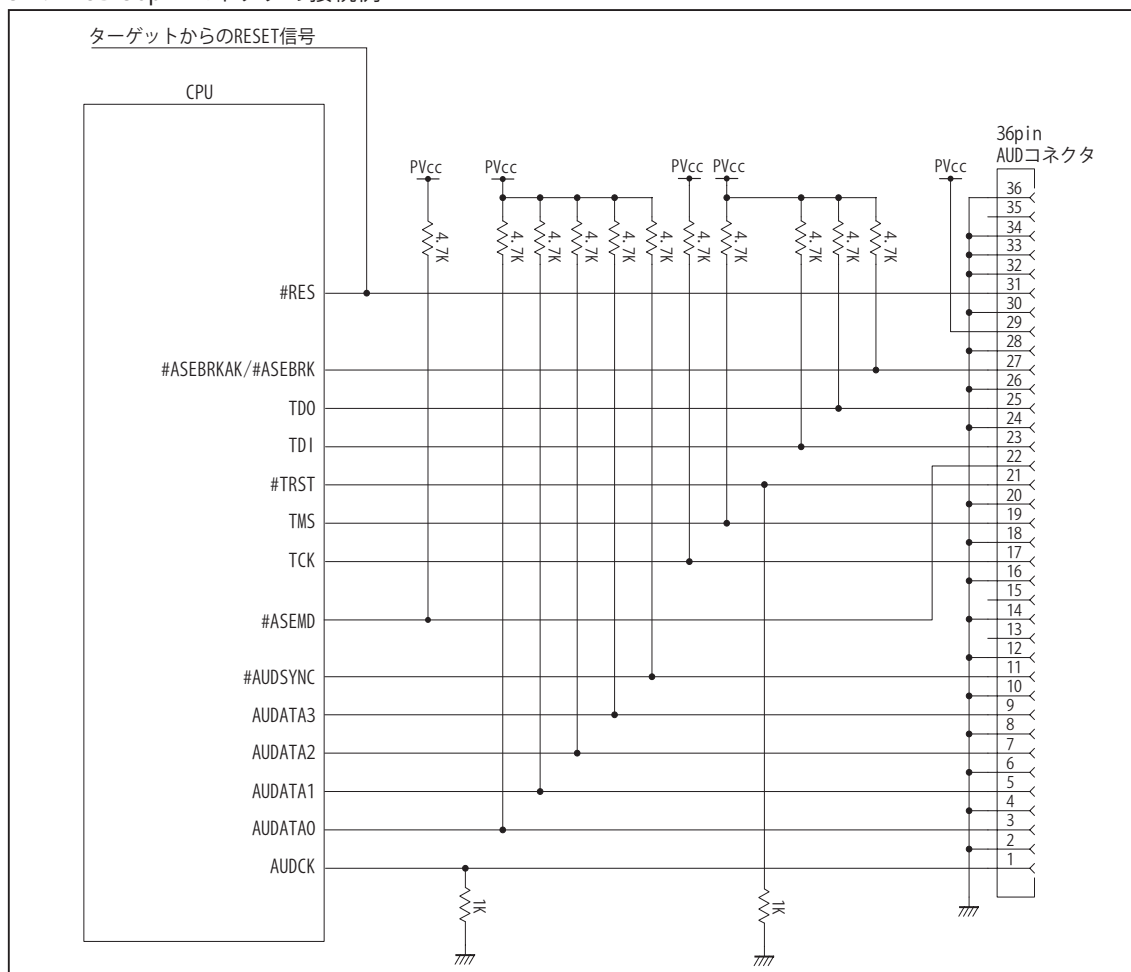 ターゲットからのRESET信号
CPU
36pin
AUDコネクタ
PVcc
PVcc
PVcc
PVcc
PVcc
4.7K
4.7K
4.7K
4.7K
4.7K
4.7K
4.7K
4.7K
4.7K
4.7K
4.7K
#RES
#ASEBRKAK/#ASEBRK
TDO
TDI
#TRST
TMS
TCK
#ASEMD
#AUDSYNC
AUDATA3
AUDATA2
AUDATA1
AUDATA0
AUDCK
1K
1K
36
35
34
33
32
31
30
29
28
27
26
25
24
23
22
21
20
19
18
17
16
15
14
13
12
11
10
9
8
7
6
5
4
3
2
1